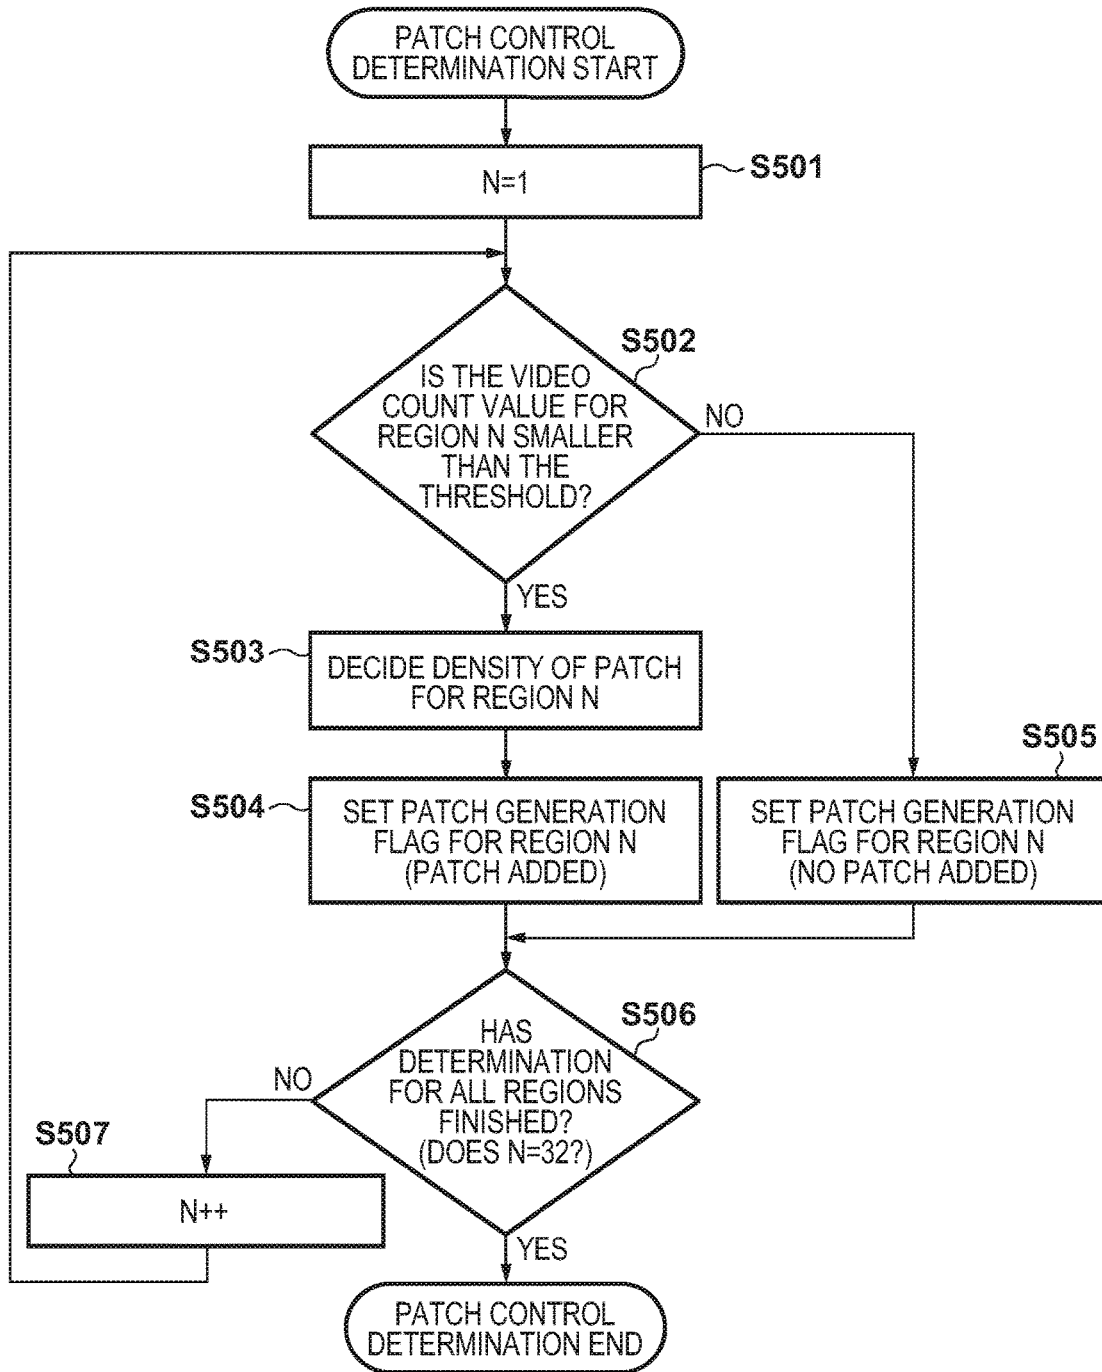 PATCH CONTROL
DETERMINATION START
N=1
S501
S502
IS THE VIDEO
COUNT VALUE FOR
REGION N SMALLER
THAN THE
THRESHOLD?
NO
YES
S503
DECIDE DENSITY OF PATCH
FOR REGION N
S504
SET PATCH GENERATION
FLAG FOR REGION N
(PATCH ADDED)
S505
SET PATCH GENERATION
FLAG FOR REGION N
(NO PATCH ADDED)
S506
HAS
DETERMINATION
FOR ALL REGIONS
FINISHED?
(DOES N=32?)
NO
S507
N++
YES
PATCH CONTROL
DETERMINATION END